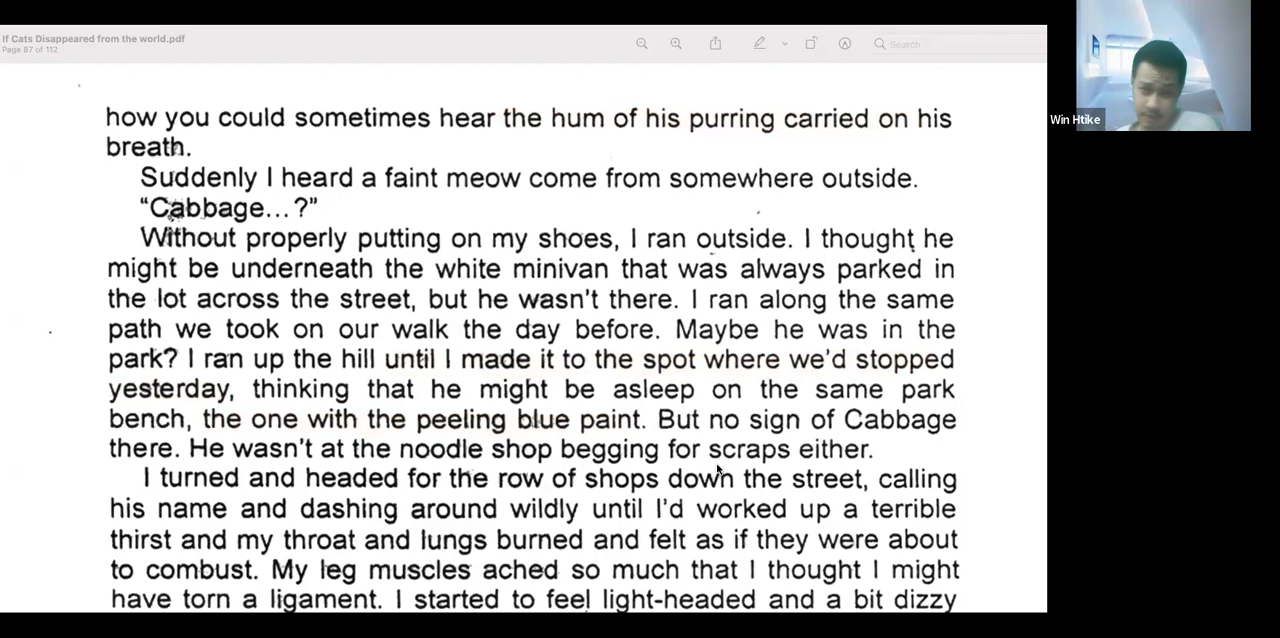 If Cats Disappeared from the world.pdf
Page 87 of 112
Search
Win Htike
how you could sometimes hear the hum of his purring carried on his
breath.
Suddenly I heard a faint meow come from somewhere outside.
“Cabbage...?”
Without properly putting on my shoes, I ran outside. I thought he
might be underneath the white minivan that was always parked in
the lot across the street, but he wasn't there. I ran along the same
path we took on our walk the day before. Maybe he was in the
park? I ran up the hill until I made it to the spot where we'd stopped
yesterday, thinking that he might be asleep on the same park
bench, the one with the peeling blue paint. But no sign of Cabbage
there. He wasn't at the noodle shop begging for scraps either.
I turned and headed for the row of shops down the street, calling
his name and dashing around wildly until I'd worked up a terrible
thirst and my throat and lungs burned and felt as if they were about
to combust. My leg muscles ached so much that I thought I might
have torn a ligament. I started to feel light-headed and a bit dizzy